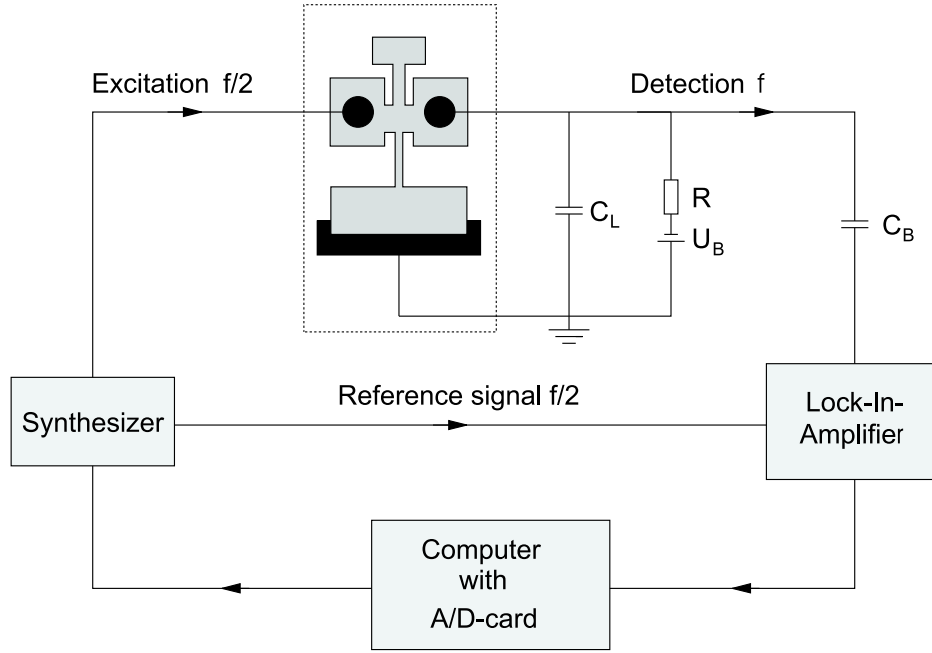 Excitation f/2
Detection f
C_L
R
U_B
C_B
Synthesizer
Reference signal f/2
Lock-In-
Amplifier
Computer
with
A/D-card